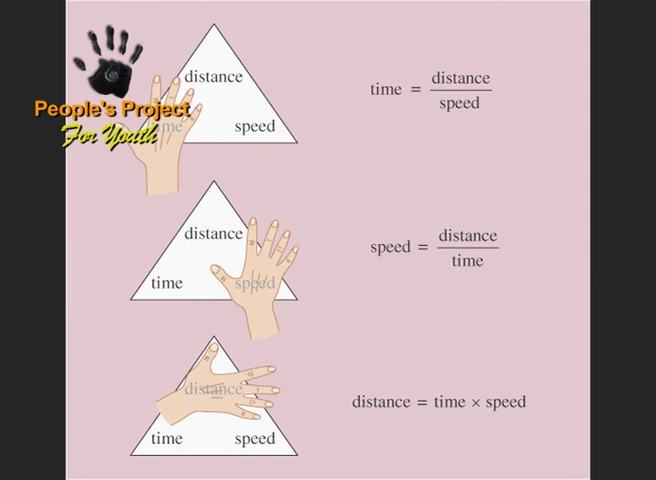 People's Project
For Youth
distance
time
speed
time = distance / speed
distance
time
speed
speed = distance / time
distance
time
speed
distance = time × speed